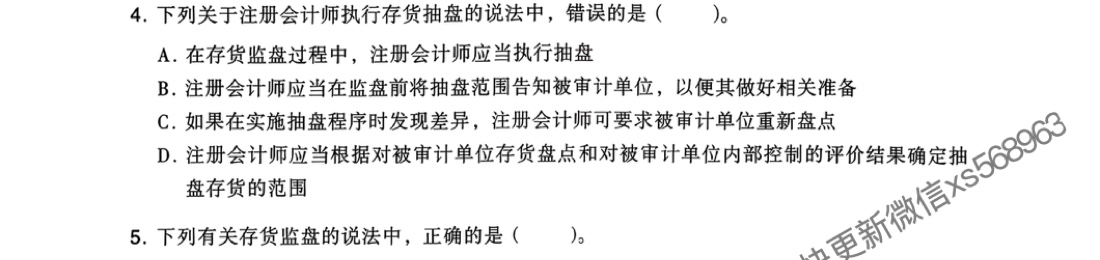 4. 下列关于注册会计师执行存货抽盘的说法中，错误的是（　　）。
A. 在存货监盘过程中，注册会计师应当执行抽盘
B. 注册会计师应当在监盘前将抽盘范围告知被审计单位，以便其做好相关准备
C. 如果在实施抽盘程序时发现差异，注册会计师可要求被审计单位重新盘点
D. 注册会计师应当根据对被审计单位存货盘点和对被审计单位内部控制的评价结果确定抽
盘存货的范围
5. 下列有关存货监盘的说法中，正确的是（　　）。
更新微信xs568963